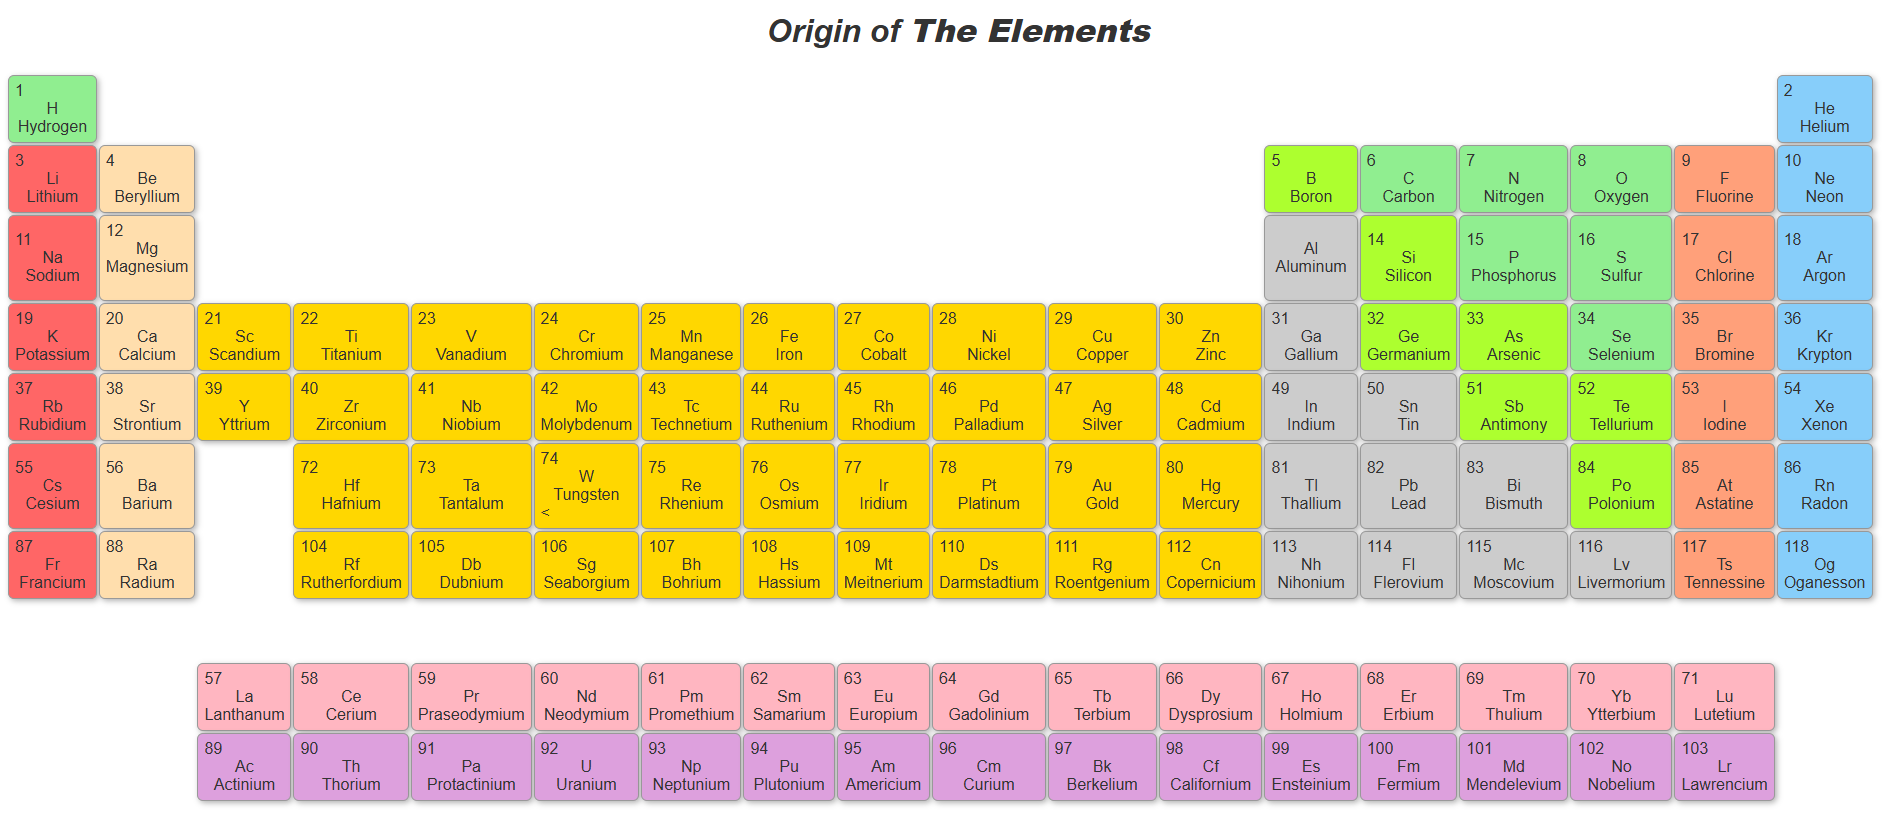 Origin of The Elements
1
H
Hydrogen
2
He
Helium
3
Li
Lithium
4
Be
Beryllium
5
B
Boron
6
C
Carbon
7
N
Nitrogen
8
O
Oxygen
9
F
Fluorine
10
Ne
Neon
11
Na
Sodium
12
Mg
Magnesium
Al
Aluminum
14
Si
Silicon
15
P
Phosphorus
16
S
Sulfur
17
Cl
Chlorine
18
Ar
Argon
19
K
Potassium
20
Ca
Calcium
21
Sc
Scandium
22
Ti
Titanium
23
V
Vanadium
24
Cr
Chromium
25
Mn
Manganese
26
Fe
Iron
27
Co
Cobalt
28
Ni
Nickel
29
Cu
Copper
30
Zn
Zinc
31
Ga
Gallium
32
Ge
Germanium
33
As
Arsenic
34
Se
Selenium
35
Br
Bromine
36
Kr
Krypton
37
Rb
Rubidium
38
Sr
Strontium
39
Y
Yttrium
40
Zr
Zirconium
41
Nb
Niobium
42
Mo
Molybdenum
43
Tc
Technetium
44
Ru
Ruthenium
45
Rh
Rhodium
46
Pd
Palladium
47
Ag
Silver
48
Cd
Cadmium
49
In
Indium
50
Sn
Tin
51
Sb
Antimony
52
Te
Tellurium
53
I
Iodine
54
Xe
Xenon
55
Cs
Cesium
56
Ba
Barium
72
Hf
Hafnium
73
Ta
Tantalum
74
W
Tungsten
<
75
Re
Rhenium
76
Os
Osmium
77
Ir
Iridium
78
Pt
Platinum
79
Au
Gold
80
Hg
Mercury
81
Tl
Thallium
82
Pb
Lead
83
Bi
Bismuth
84
Po
Polonium
85
At
Astatine
86
Rn
Radon
87
Fr
Francium
88
Ra
Radium
104
Rf
Rutherfordium
105
Db
Dubnium
106
Sg
Seaborgium
107
Bh
Bohrium
108
Hs
Hassium
109
Mt
Meitnerium
110
Ds
Darmstadtium
111
Rg
Roentgenium
112
Cn
Copernicium
113
Nh
Nihonium
114
Fl
Flerovium
115
Mc
Moscovium
116
Lv
Livermorium
117
Ts
Tennessine
118
Og
Oganesson
57
La
Lanthanum
58
Ce
Cerium
59
Pr
Praseodymium
60
Nd
Neodymium
61
Pm
Promethium
62
Sm
Samarium
63
Eu
Europium
64
Gd
Gadolinium
65
Tb
Terbium
66
Dy
Dysprosium
67
Ho
Holmium
68
Er
Erbium
69
Tm
Thulium
70
Yb
Ytterbium
71
Lu
Lutetium
89
Ac
Actinium
90
Th
Thorium
91
Pa
Protactinium
92
U
Uranium
93
Np
Neptunium
94
Pu
Plutonium
95
Am
Americium
96
Cm
Curium
97
Bk
Berkelium
98
Cf
Californium
99
Es
Ensteinium
100
Fm
Fermium
101
Md
Mendelevium
102
No
Nobelium
103
Lr
Lawrencium